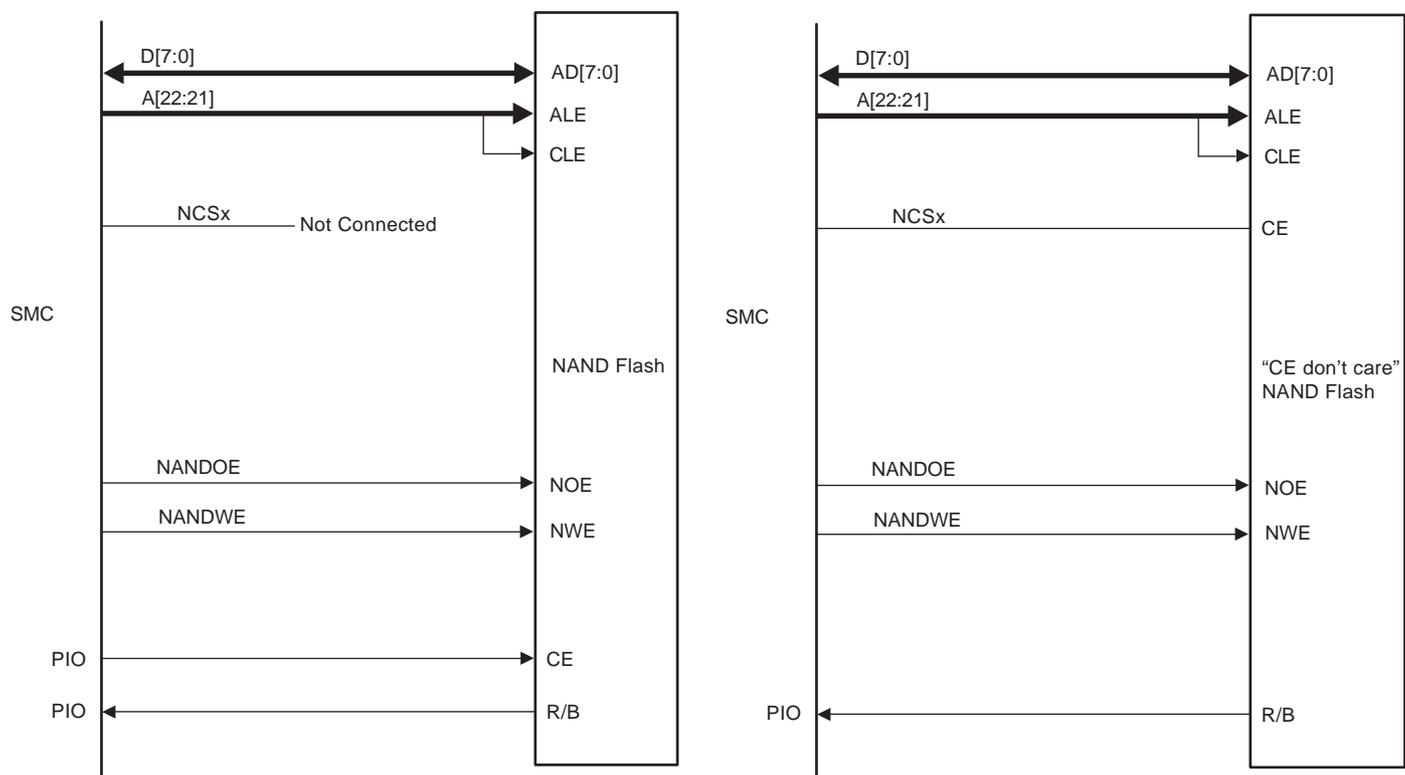 D[7:0]
AD[7:0]
A[22:21]
ALE
CLE
NCSx
Not Connected
SMC
NAND Flash
NANDOE
NOE
NANDWE
NWE
PIO
CE
PIO
R/B
D[7:0]
AD[7:0]
A[22:21]
ALE
CLE
NCSx
CE
SMC
“CE don’t care”
NAND Flash
NANDOE
NOE
NANDWE
NWE
PIO
R/B